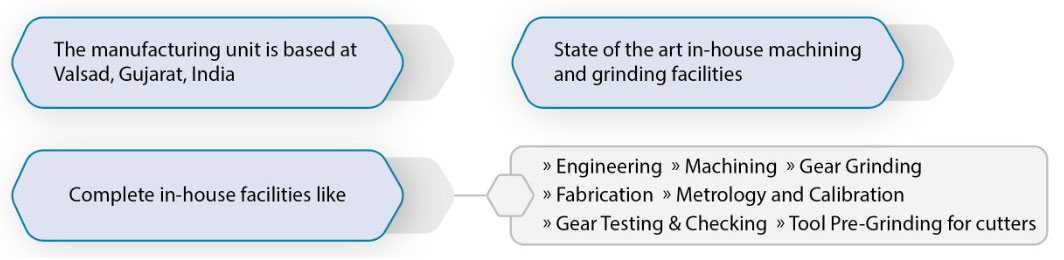 The manufacturing unit is based at
Valsad, Gujarat, India
State of the art in-house machining
and grinding facilities
Complete in-house facilities like
» Engineering » Machining » Gear Grinding
» Fabrication » Metrology and Calibration
» Gear Testing & Checking » Tool Pre-Grinding for cutters